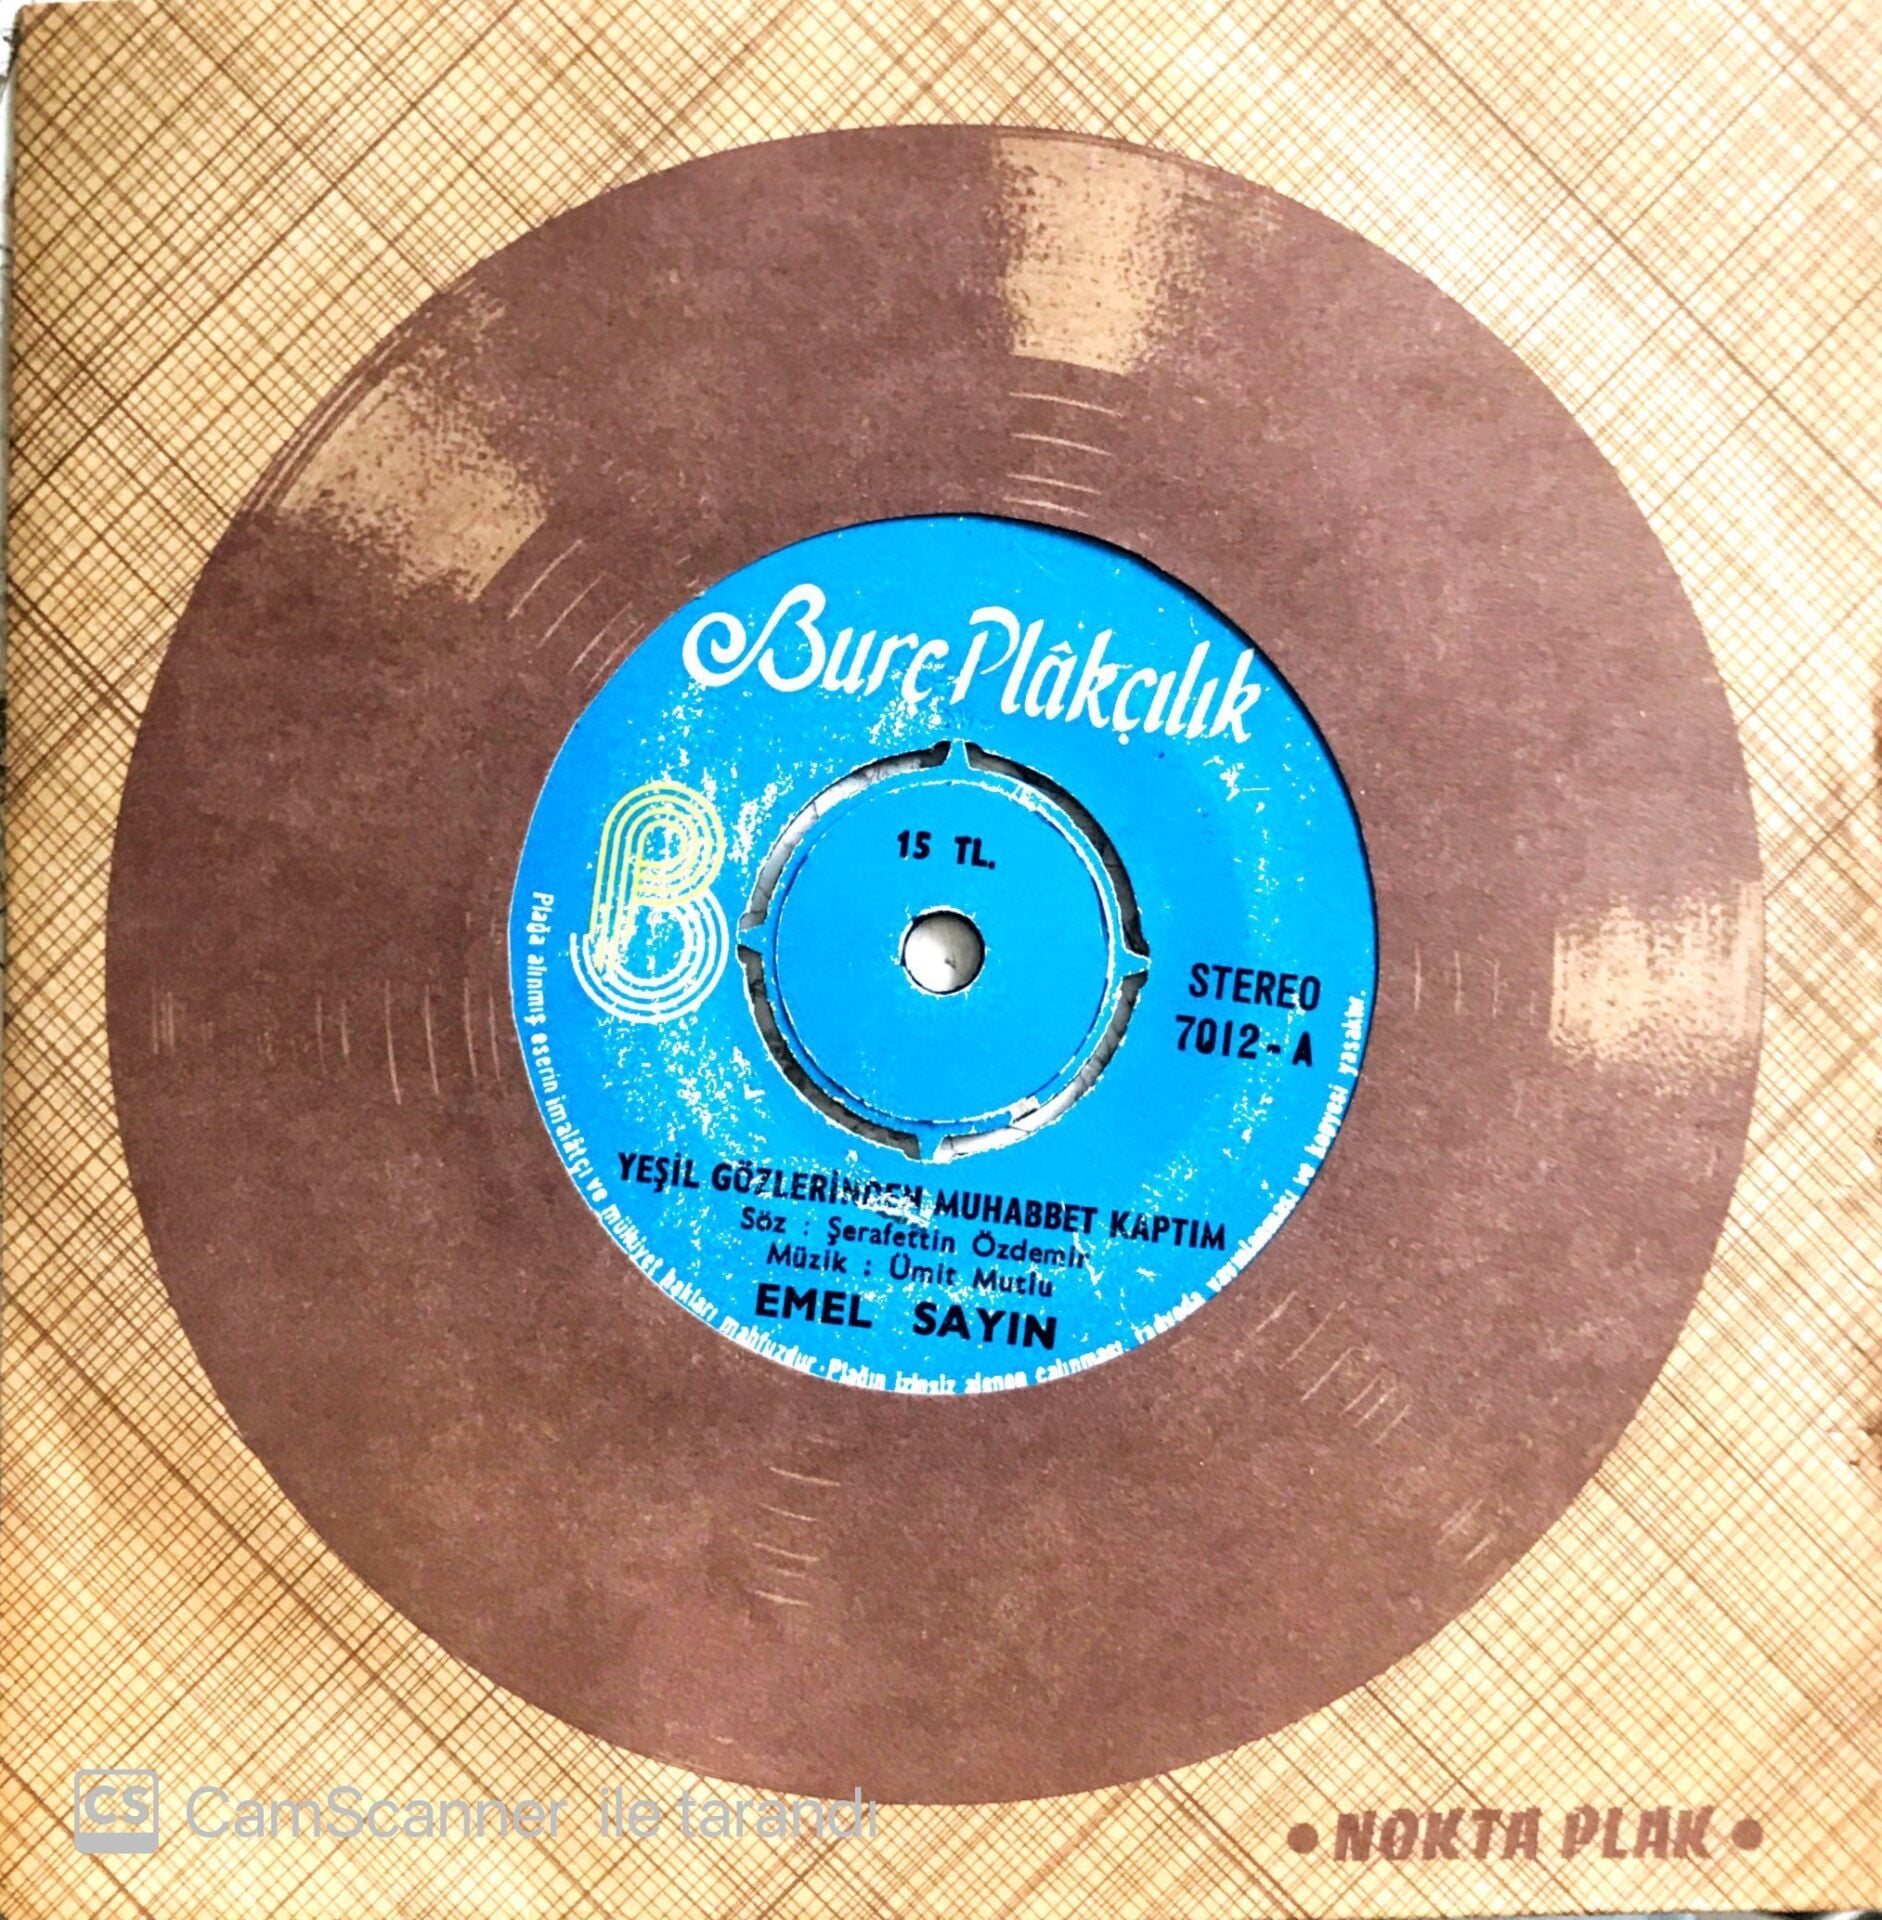 Burç Plâkçılık
15 TL.
STEREO
7012-A
YEŞİL GÖZLERİNDEN MUHABBET KAPTIM
Söz : Şerafettin Özdemir
Müzik : Ümit Mutlu
EMEL SAYIN
Plağa alınmış eserin imalâtçı ve mülkiyet hakları mahfuzdur. Plağın izinsiz alenen çalınması, radyoda yayınlanması ve kopyesi yasaktır.
• NOKTA PLAK •
CS CamScanner ile tarandı